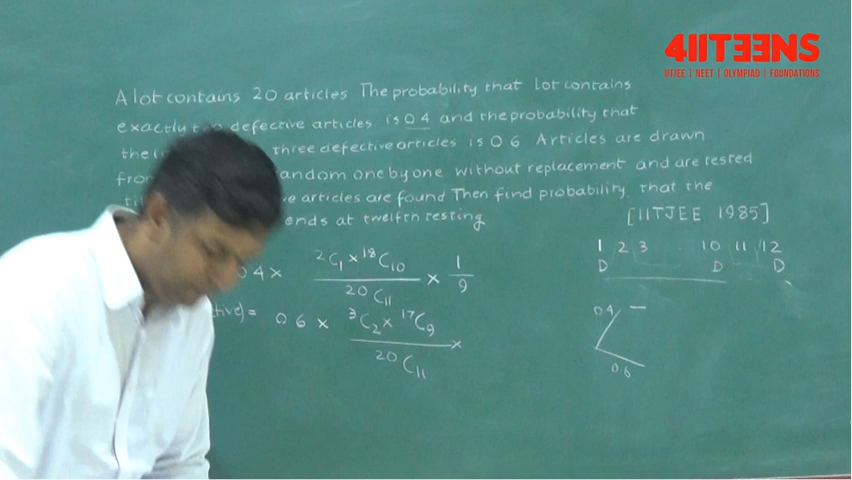 4IITEENS
IITJEE | NEET | OLYMPIAD | FOUNDATIONS
A lot contains 20 articles The probability that lot contains
exactly defective articles is 0 4 and the probability that
the three defective articles is 0 6 Articles are drawn
random one by one without replacement and are tested
articles are found Then find probability that the
ends at twelfth testing
[IITJEE 1985]
1 2 3 10 11 12
D D D
0 4 × ²C₁ × ¹⁸C₁₀ / ²⁰C₁₁ × 1/9
= 0 6 × ³C₂ × ¹⁷C₉ / ²⁰C₁₁ ×
0 4
0 6